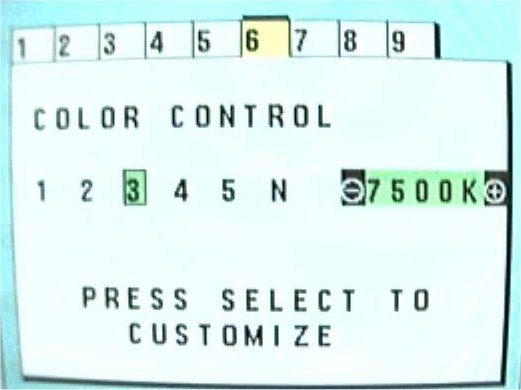 1 2 3 4 5 6 7 8 9
COLOR CONTROL
1 2 3 4 5 N ⊖7500K⊕
PRESS SELECT TO
CUSTOMIZE